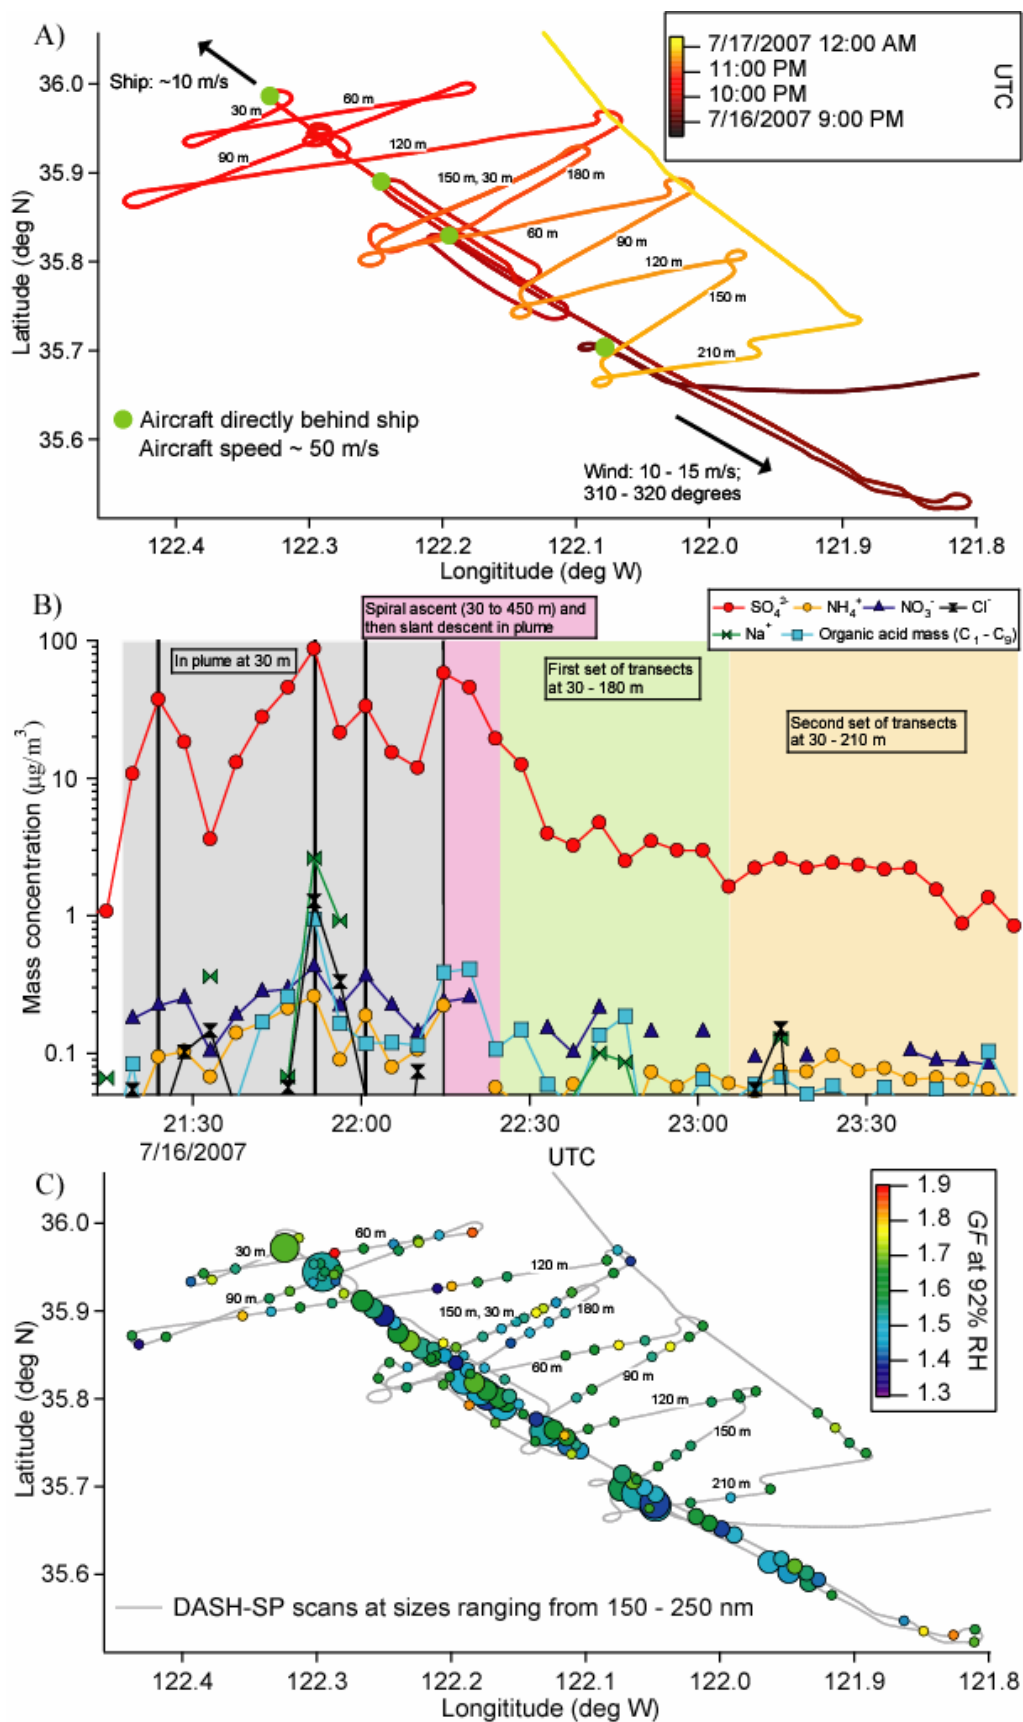 A)
7/17/2007 12:00 AM
11:00 PM
10:00 PM
7/16/2007 9:00 PM
UTC
Ship: ~10 m/s
36.0
35.9
35.8
35.7
35.6
Latitude (deg N)
30 m
60 m
90 m
120 m
150 m, 30 m
180 m
60 m
90 m
120 m
150 m
210 m
Aircraft directly behind ship
Aircraft speed ~ 50 m/s
Wind: 10 - 15 m/s;
310 - 320 degrees
122.4
122.3
122.2
122.1
122.0
121.9
121.8
Longititude (deg W)
B)
Spiral ascent (30 to 450 m) and
then slant descent in plume
SO₄²⁻
NH₄⁺
NO₃⁻
Cl⁻
Na⁺
Organic acid mass (C₁ - C₉)
In plume at 30 m
First set of transects
at 30 - 180 m
Second set of transects
at 30 - 210 m
100
10
1
0.1
Mass concentration (µg/m³)
21:30
22:00
22:30
23:00
23:30
7/16/2007
UTC
C)
1.9
1.8
1.7
1.6
1.5
1.4
1.3
GF at 92% RH
36.0
35.9
35.8
35.7
35.6
Latitude (deg N)
30 m
60 m
90 m
120 m
150 m, 30 m
180 m
60 m
90 m
120 m
150 m
210 m
DASH-SP scans at sizes ranging from 150 - 250 nm
122.4
122.3
122.2
122.1
122.0
121.9
121.8
Longititude (deg W)